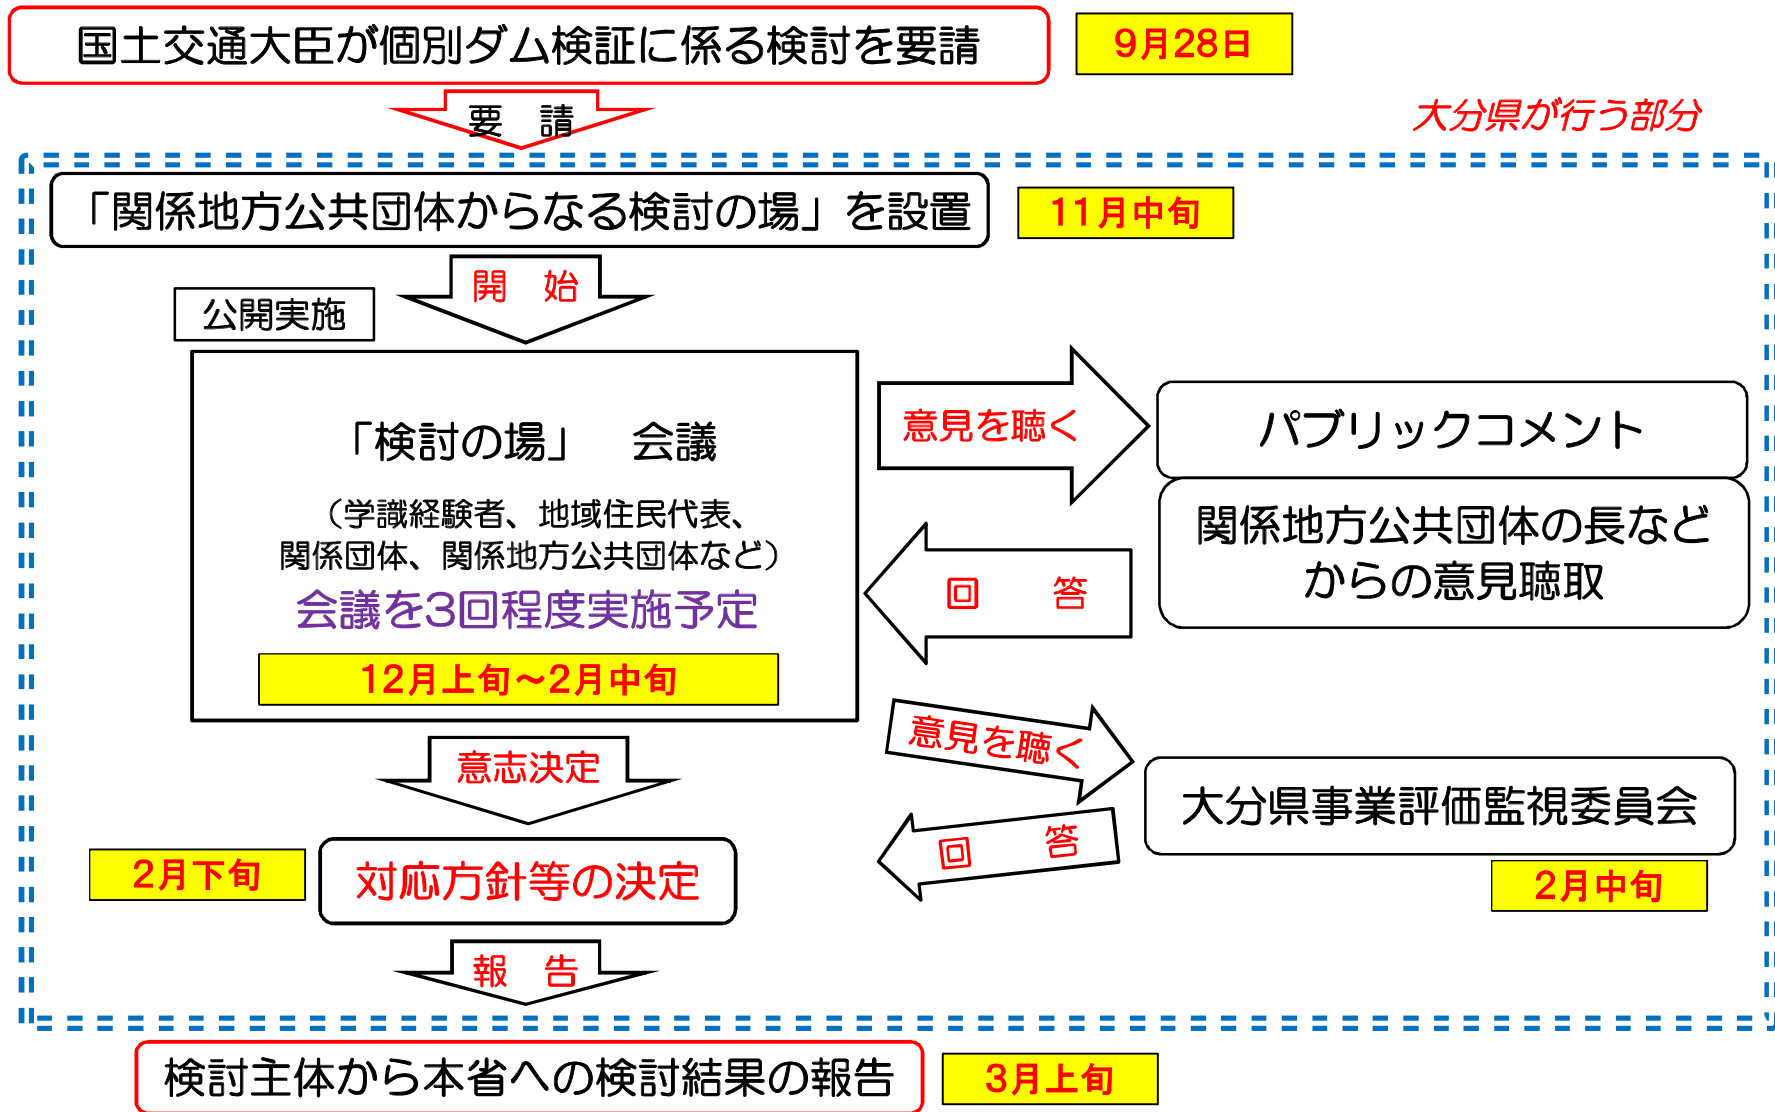 国土交通大臣が個別ダム検証に係る検討を要請
9月28日
要　請
大分県が行う部分
「関係地方公共団体からなる検討の場」を設置
11月中旬
開　始
公開実施
「検討の場」　会議
（学識経験者、地域住民代表、
関係団体、関係地方公共団体など）
会議を3回程度実施予定
12月上旬～2月中旬
意見を聴く
パブリックコメント
関係地方公共団体の長など
からの意見聴取
回　　答
意見を聴く
大分県事業評価監視委員会
2月中旬
回　　答
意志決定
2月下旬
対応方針等の決定
報　告
検討主体から本省への検討結果の報告
3月上旬